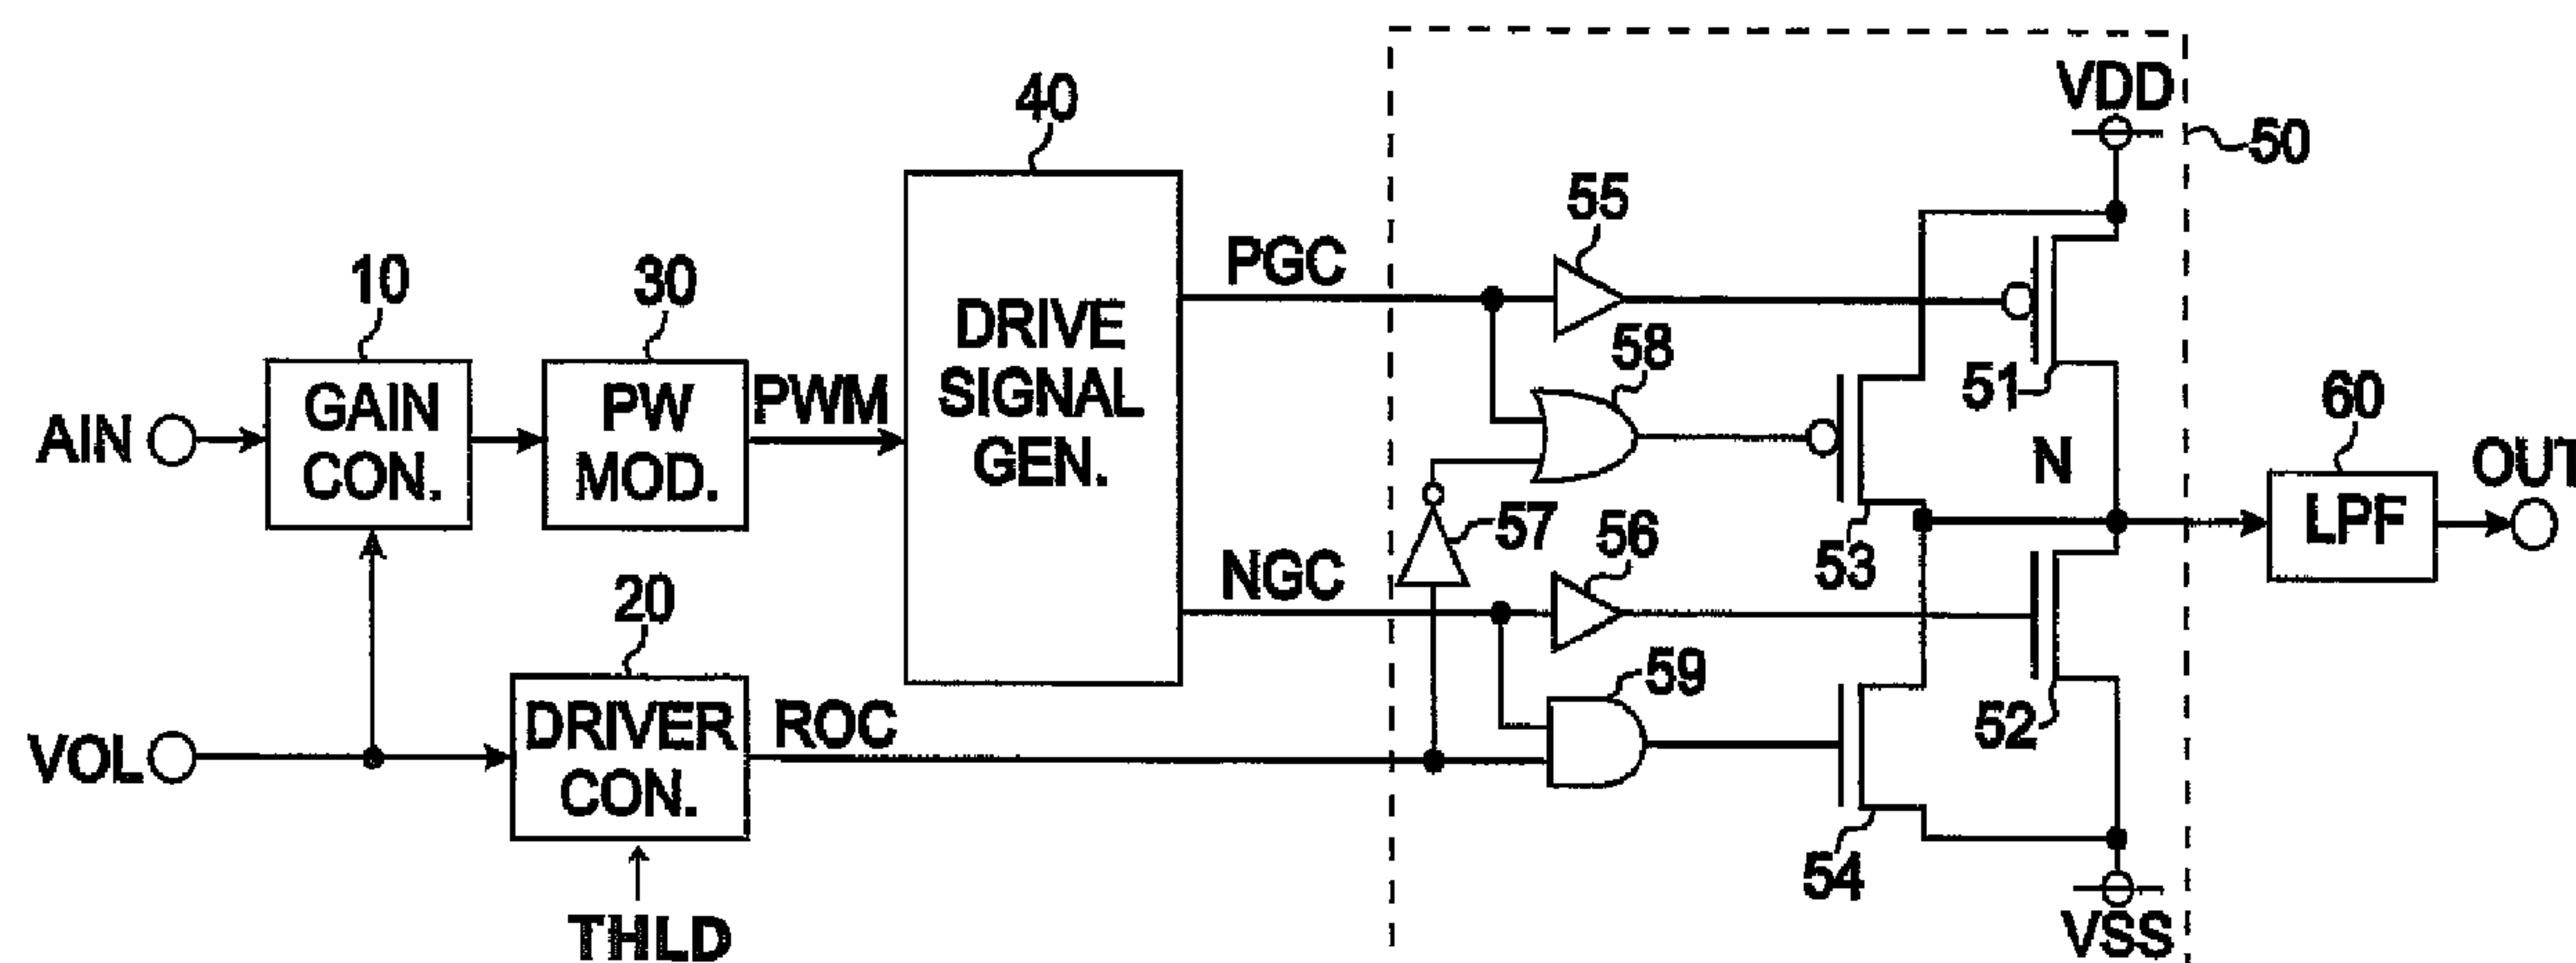 VDD
50
40
55
PGC
10
30
58
DRIVE
SIGNAL
GEN.
51
60
GAIN
CON.
PW
MOD.
PWM
AIN
N
OUT
LPF
57
56
53
NGC
20
59
52
VOL
DRIVER
CON.
ROC
54
THLD
VSS